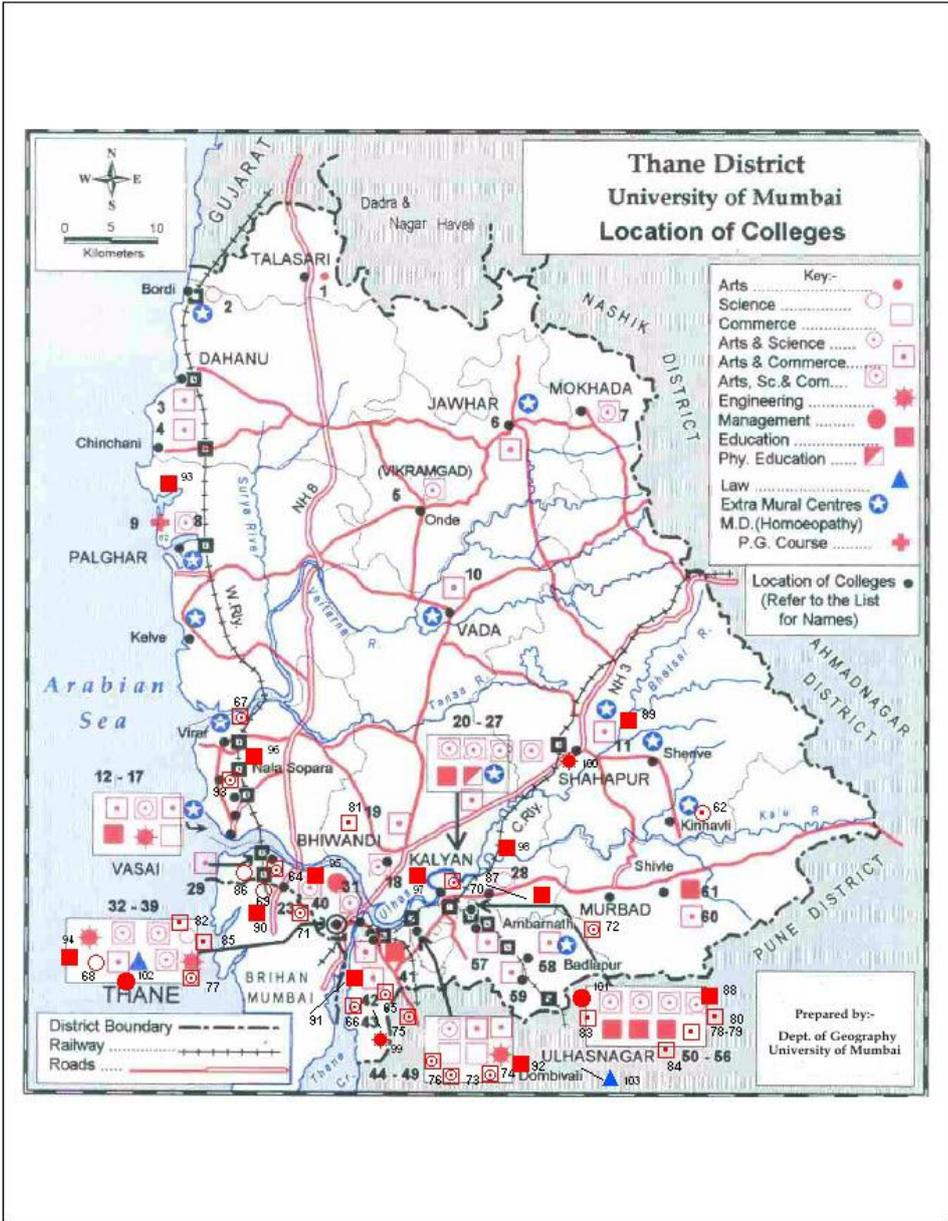 Thane District
University of Mumbai
Location of Colleges
N
W E
S
0 5 10
Kilometers
GUJARAT
Dadra &
Nagar Haveli
NASHIK
DISTRICT
AHMADNAGAR
DISTRICT
PUNE DISTRICT
Key:-
Arts
Science
Commerce
Arts & Science
Arts & Commerce
Arts, Sc.& Com....
Engineering
Management
Education
Phy. Education
Law
Extra Mural Centres
M.D.(Homoeopathy)
P.G. Course
Location of Colleges
(Refer to the List
for Names)
TALASARI
1
Bordi
2
DAHANU
3
4
Chinchani
93
JAWHAR
6
MOKHADA
7
(VIKRAMGAD)
5
Onde
NH8
Surya River
9
8
PALGHAR
W.Rly.
10
VADA
Vaitarna
R.
Kelve
Arabian
Sea
Tansa R.
NH 3
Bhatsai R.
67
Virar
96
Nala Sopara
93
20 - 27
89
11
100
SHAHAPUR
Shenve
62
Kinhavli
Kalu R.
C.Rly.
12 - 17
VASAI
81
19
BHIWANDI
KALYAN
98
Shivle
29
86
64
95
31
18
97
70
87
28
61
MURBAD
60
69
23
40
Ulhas
90
71
72
32 - 39
82
85
94
68
102
77
THANE
BRIHAN
MUMBAI
41
42
65
66
43
75
91
99
57
Ambarnath
58
Badlapur
59
101
88
83
80
78-79
ULHASNAGAR
50 - 56
84
44 - 49
76
73
74
92
Dombivali
103
Thane
Cr.
District Boundary
Railway
Roads
Prepared by:-
Dept. of Geography
University of Mumbai